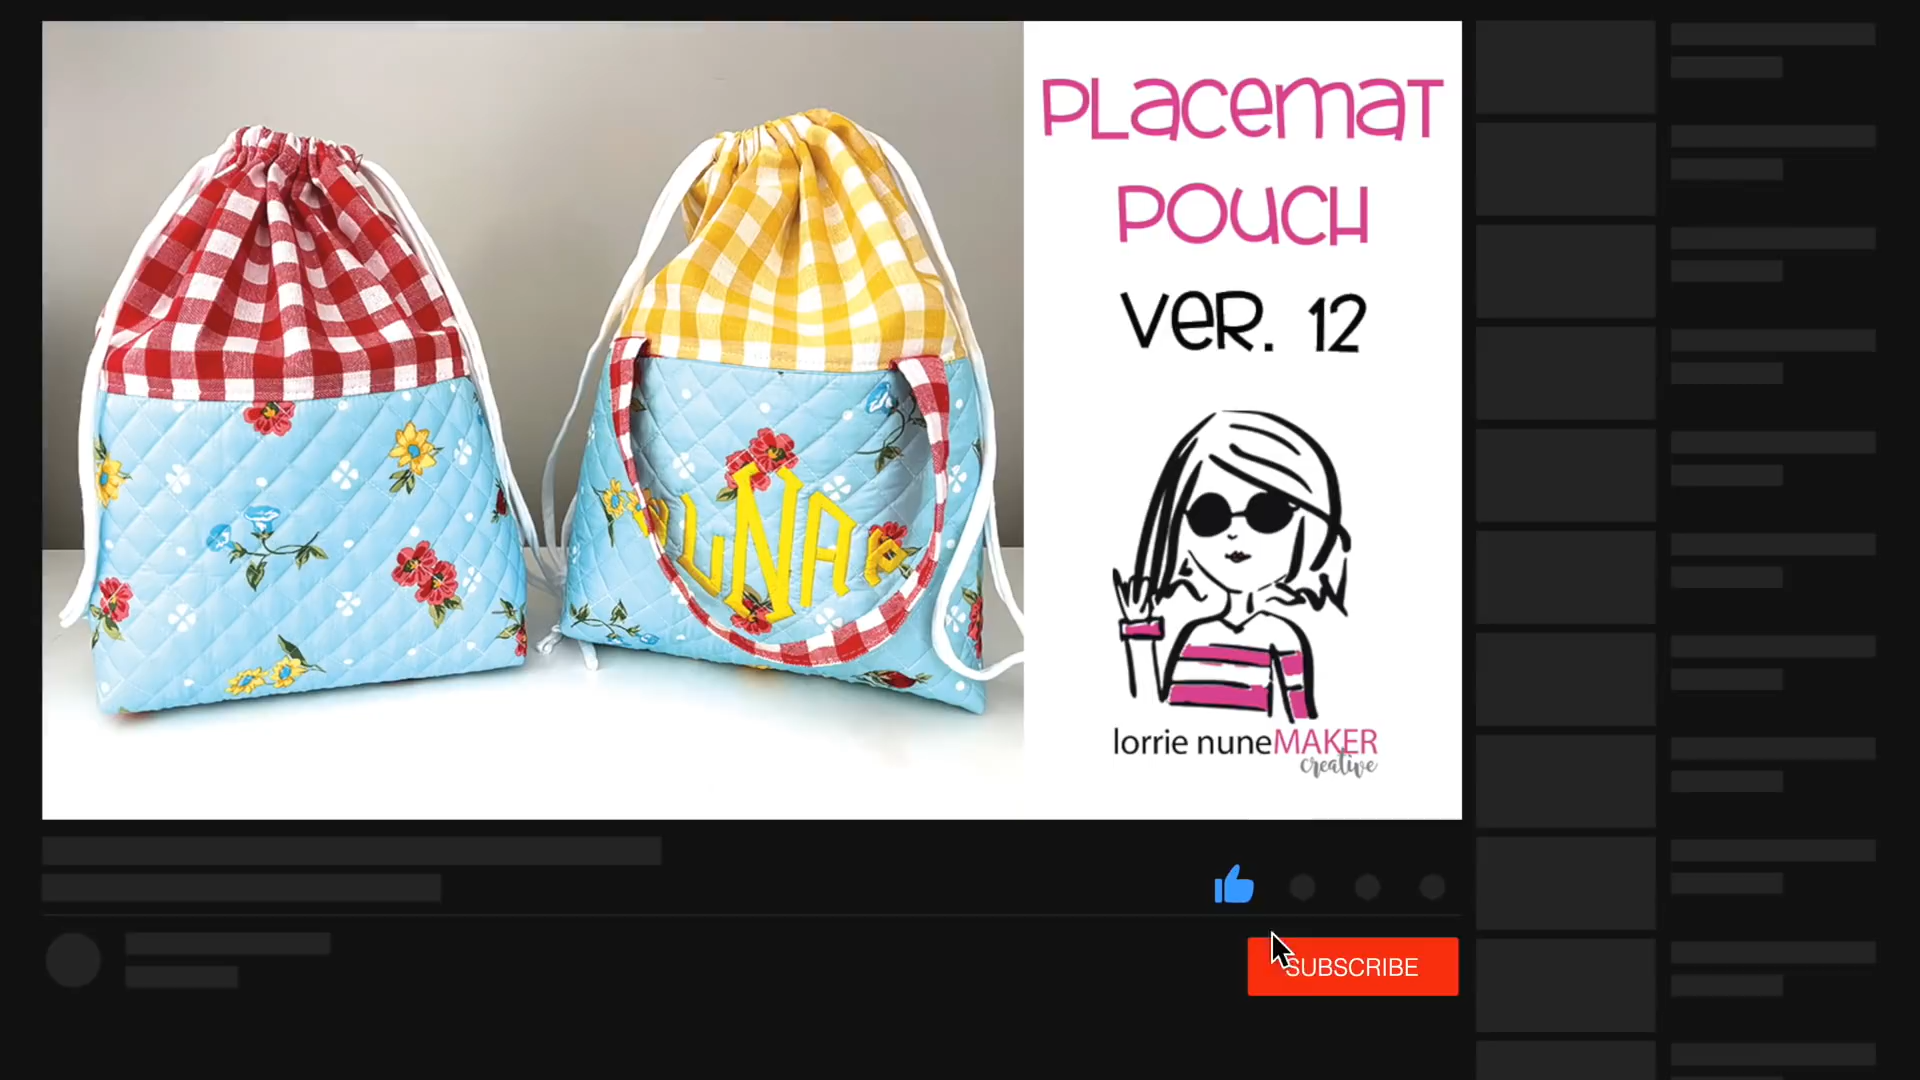 PLacemaT
POUCH
Ver. 12
lorrie nuneMAKER
creative
SUBSCRIBE